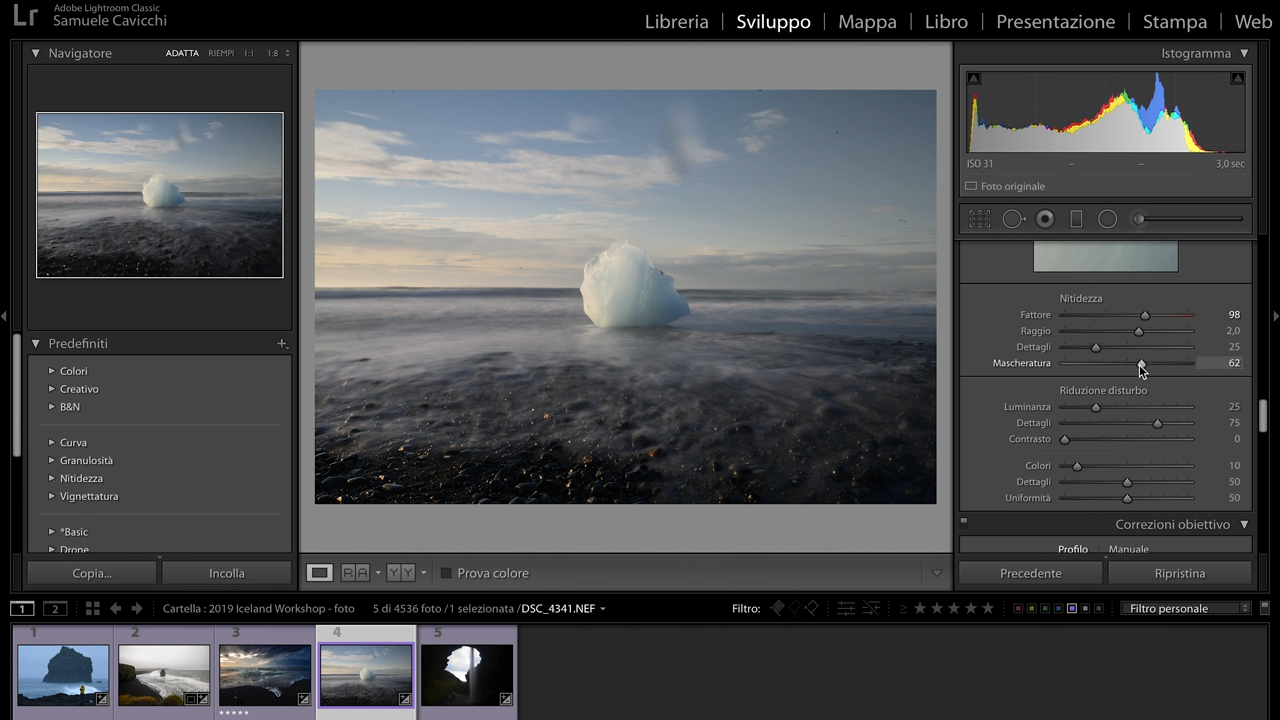 Lr Adobe Lightroom Classic
Samuele Cavicchi
Libreria | Sviluppo | Mappa | Libro | Presentazione | Stampa | Web
Navigatore ADATTA RIEMPI 1:1 1:8
Istogramma
ISO 31 – – 3,0 sec
Foto originale
Nitidezza
Fattore 98
Raggio 2,0
Dettagli 25
Mascheratura 62
Riduzione disturbo
Luminanza 25
Dettagli 75
Contrasto 0
Colori 10
Dettagli 50
Uniformità 50
Correzioni obiettivo
Profilo Manuale
Precedente Ripristina
Predefiniti
Colori
Creativo
B&N
Curva
Granulosità
Nitidezza
Vignettatura
*Basic
Drone
Copia... Incolla
RA YY Prova colore
1 2 Cartella : 2019 Iceland Workshop - foto 5 di 4536 foto / 1 selezionata / DSC_4341.NEF Filtro: ≥ ★★★★★ Filtro personale
1 2 3 4 5
★★★★★